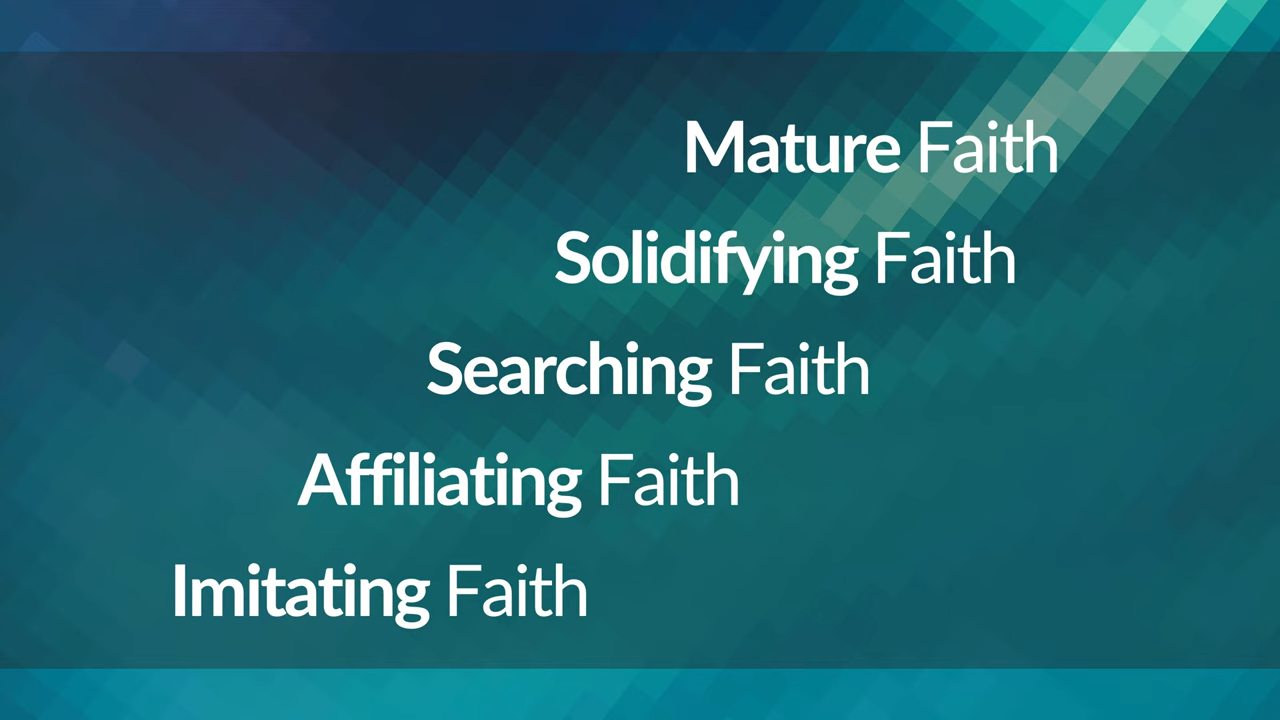 Mature Faith
Solidifying Faith
Searching Faith
Affiliating Faith
Imitating Faith